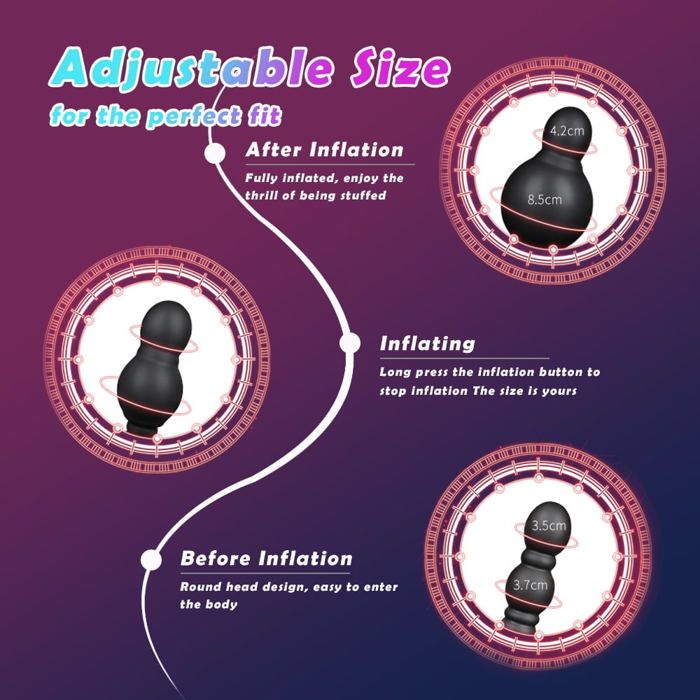 Adjustable Size
for the perfect fit
After Inflation
Fully inflated, enjoy the
thrill of being stuffed
4.2cm
8.5cm
Inflating
Long press the inflation button to
stop inflation The size is yours
Before Inflation
Round head design, easy to enter
the body
3.5cm
3.7cm